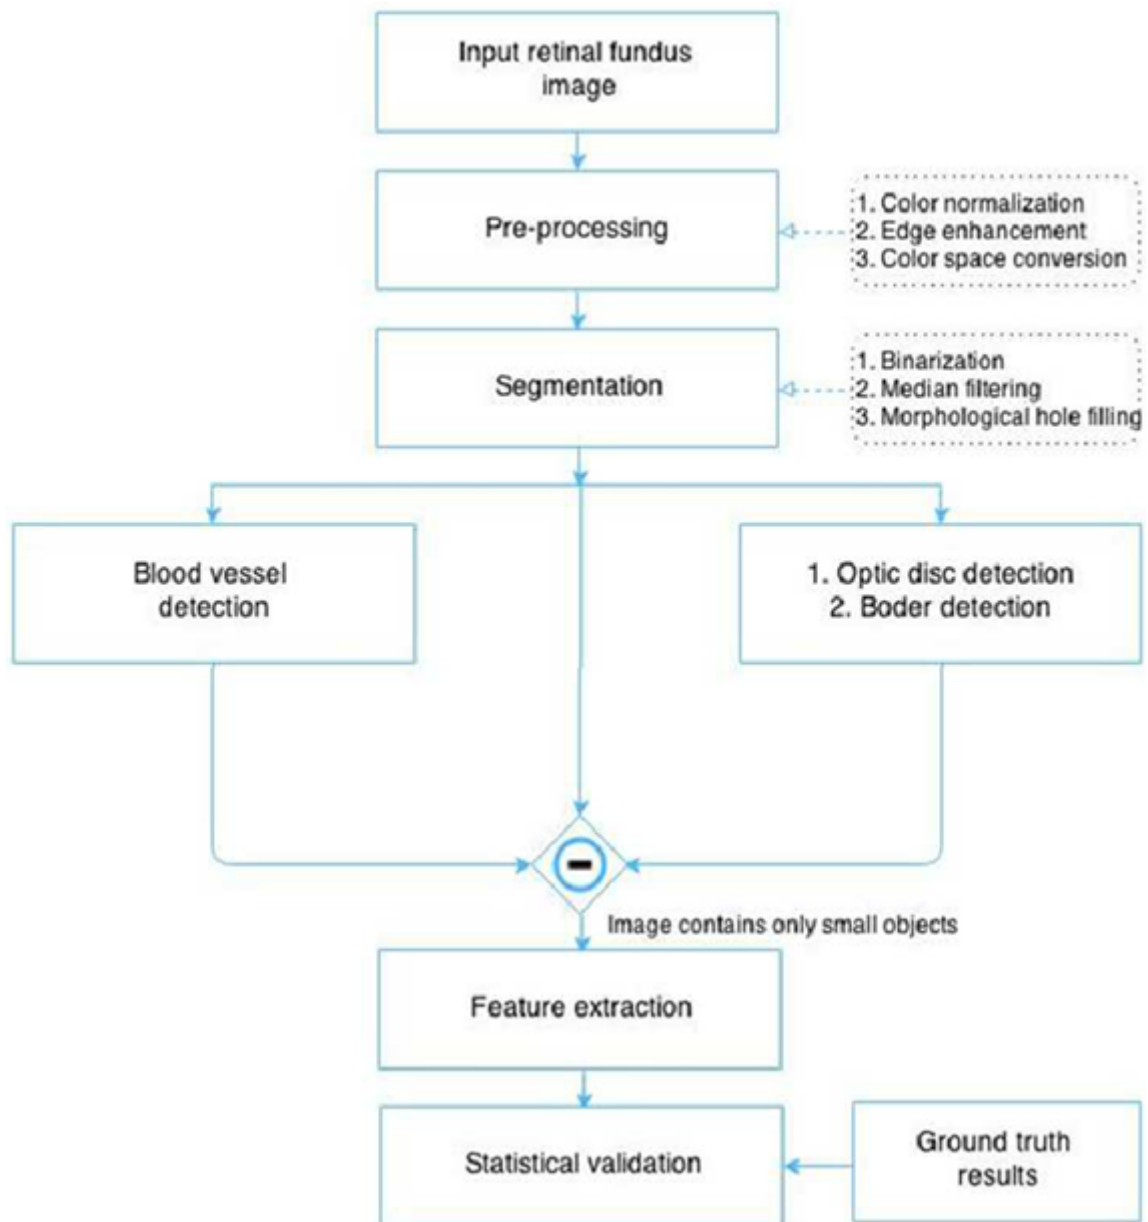 Input retinal fundus
image
Pre-processing
1. Color normalization
2. Edge enhancement
3. Color space conversion
Segmentation
1. Binarization
2. Median filtering
3. Morphological hole filling
Blood vessel
detection
1. Optic disc detection
2. Boder detection
Image contains only small objects
Feature extraction
Statistical validation
Ground truth
results